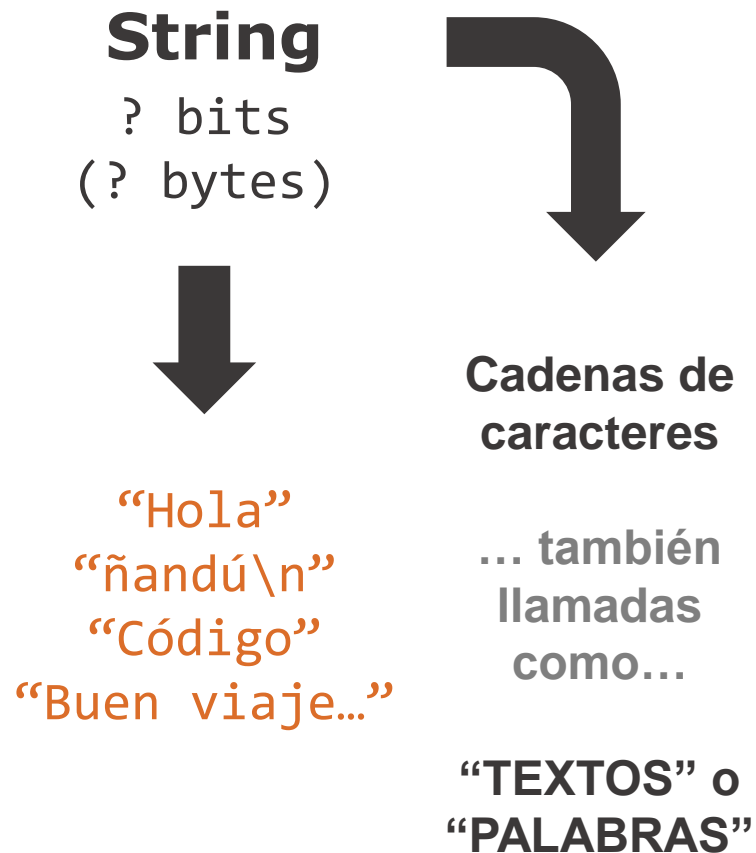 String
? bits
(? bytes)
“Hola”
“ñandú\n”
“Código”
“Buen viaje…”
Cadenas de
caracteres
… también
llamadas
como…
“TEXTOS” o
“PALABRAS”